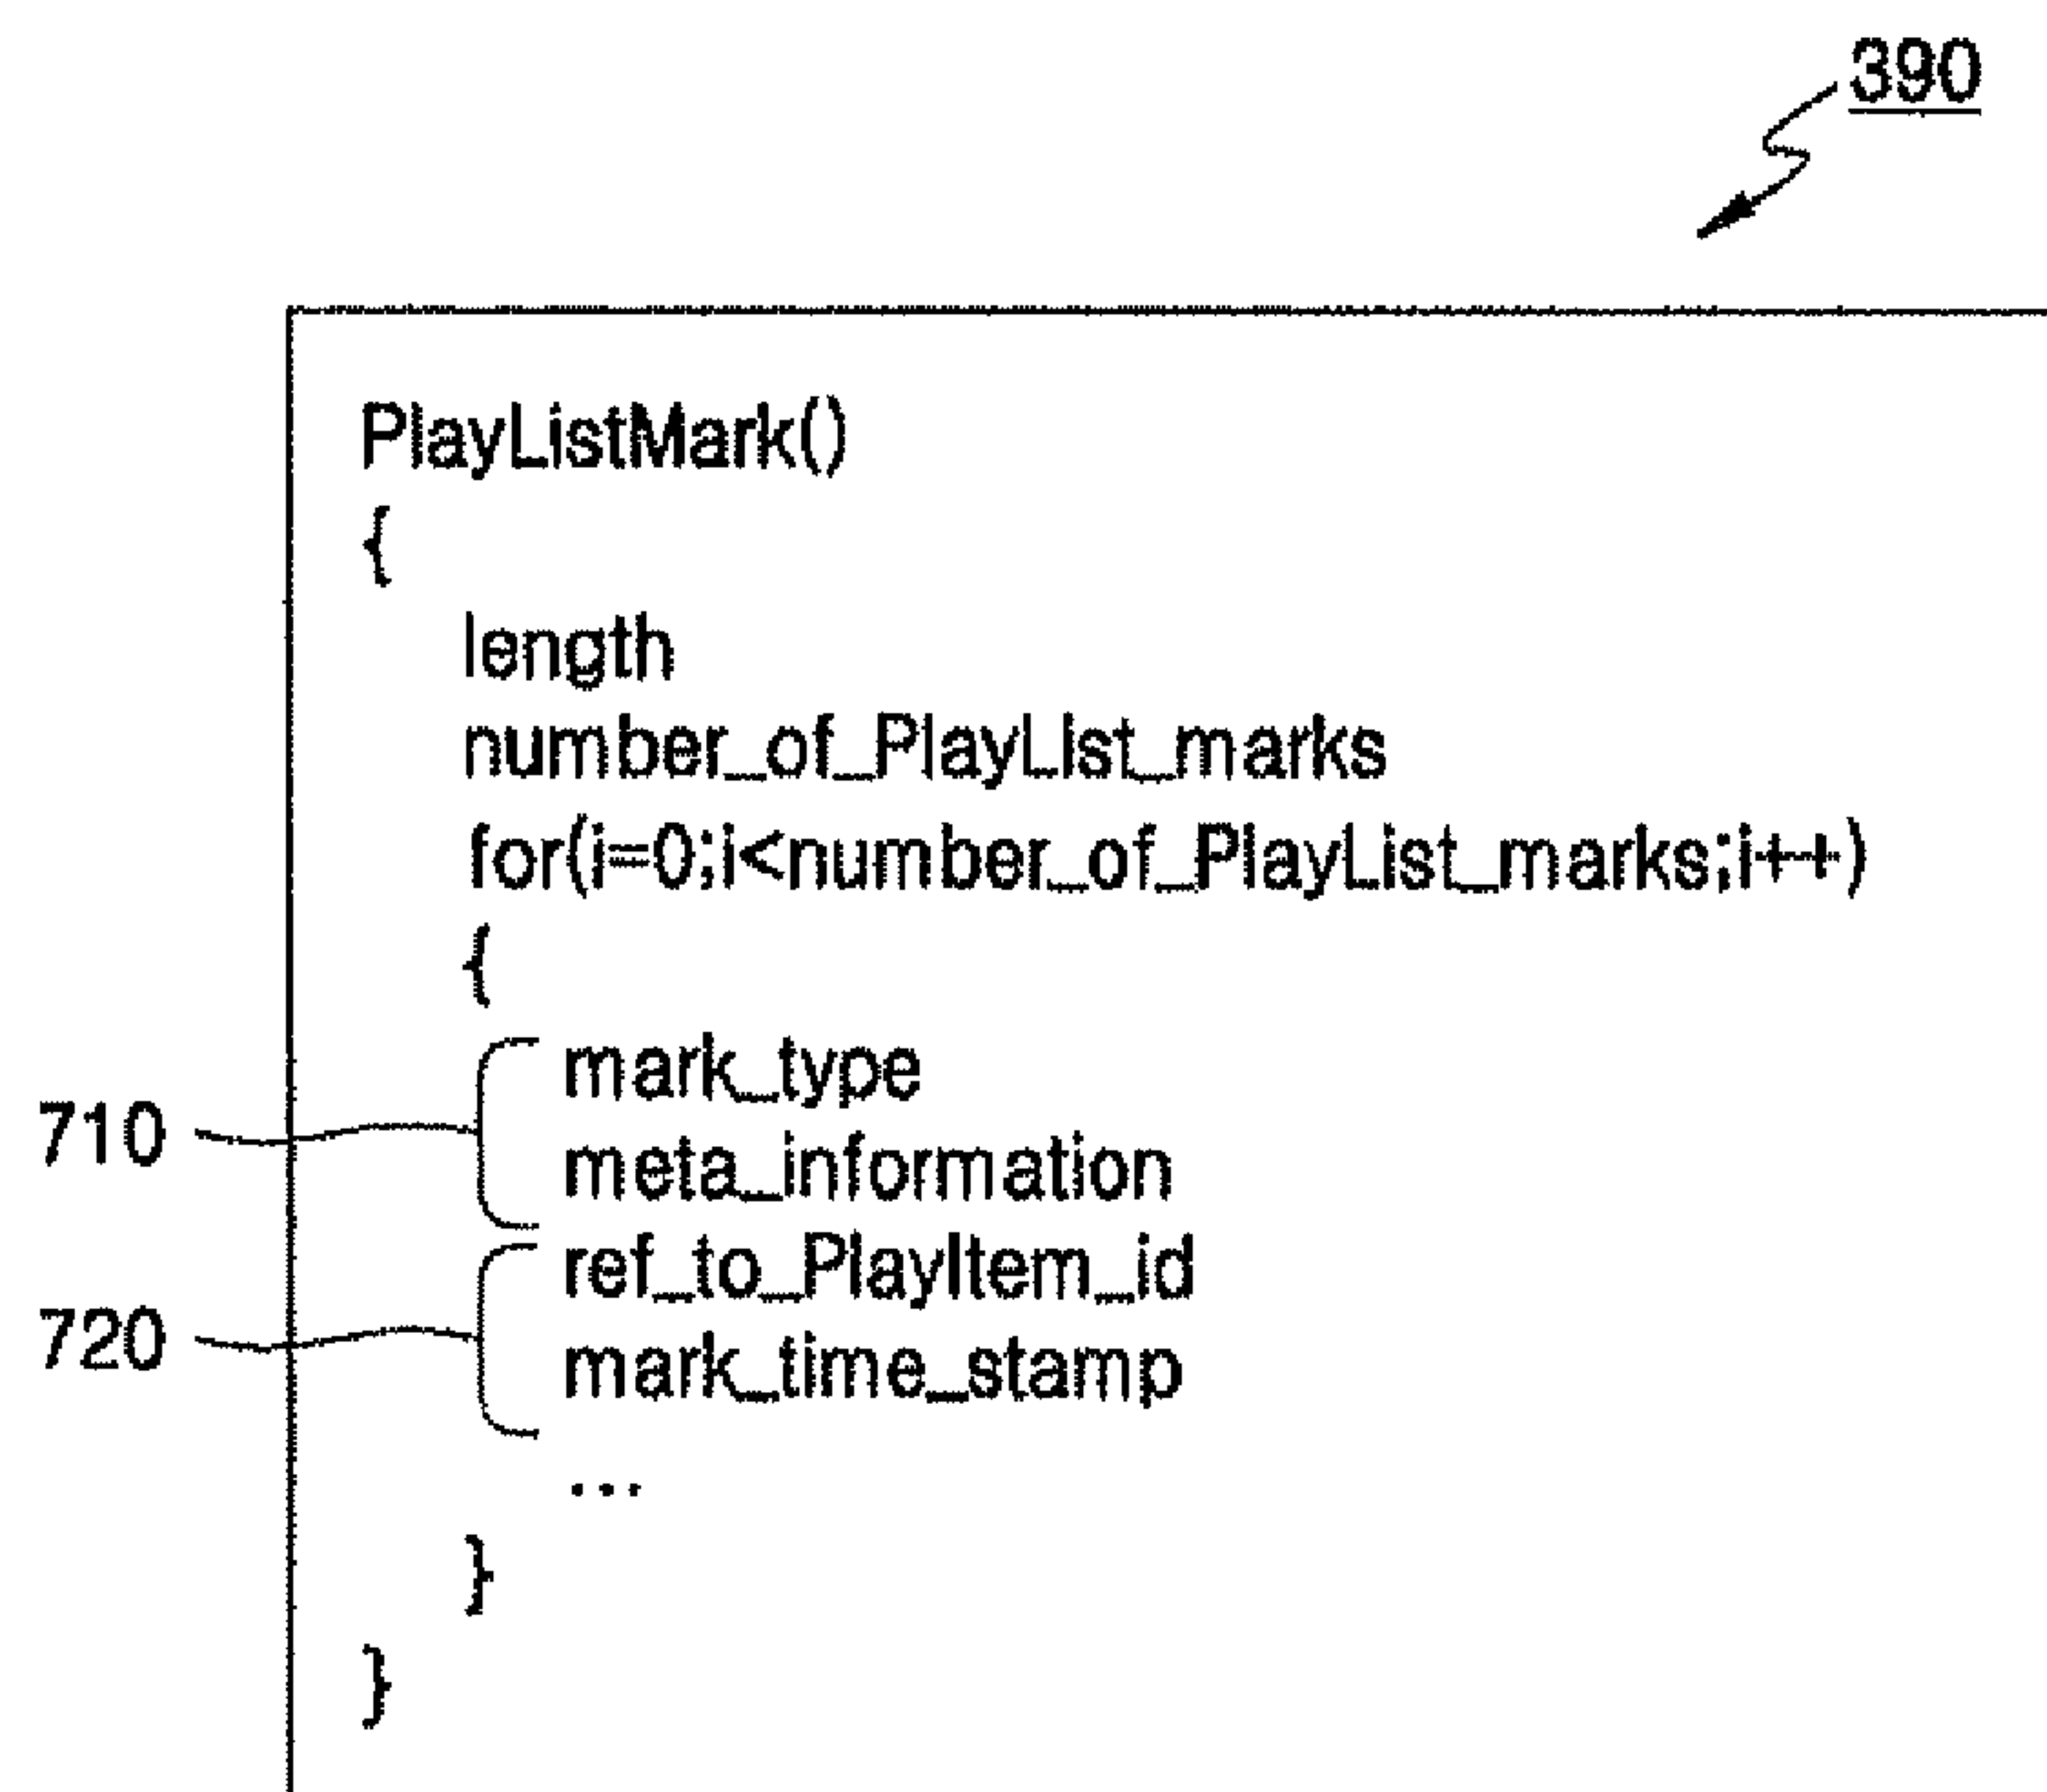 390
PlayListMark()
{
length
number_of_PlayLIst_marks
for(i=0;i<number_of_PlayList_marks;i++)
{
mark_type
710
meta_information
ref_to_PlayItem_id
720
mark_time_stamp
...
}
}